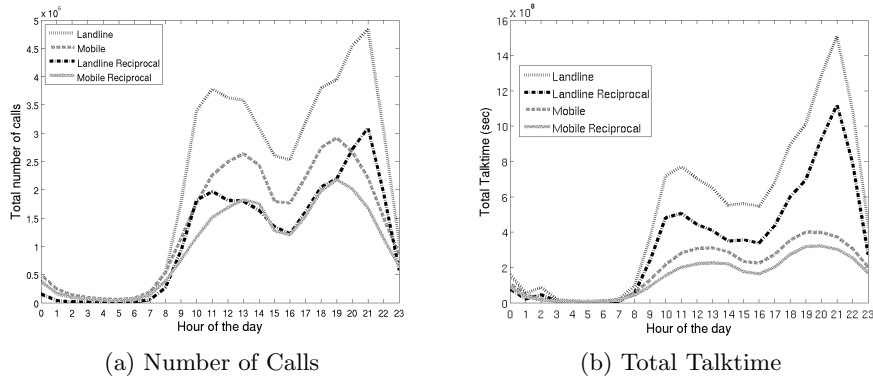 x 10^6
5
4.5
4
3.5
3
2.5
2
1.5
1
0.5
0
Total number of calls
Landline
Mobile
Landline Reciprocal
Mobile Reciprocal
0 1 2 3 4 5 6 7 8 9 10 11 12 13 14 15 16 17 18 19 20 21 22 23
Hour of the day
(a) Number of Calls
x 10^8
16
14
12
10
8
6
4
2
0
Total Talktime (sec)
Landline
Landline Reciprocal
Mobile
Mobile Reciprocal
0 1 2 3 4 5 6 7 8 9 10 11 12 13 14 15 16 17 18 19 20 21 22 23
Hour of the day
(b) Total Talktime